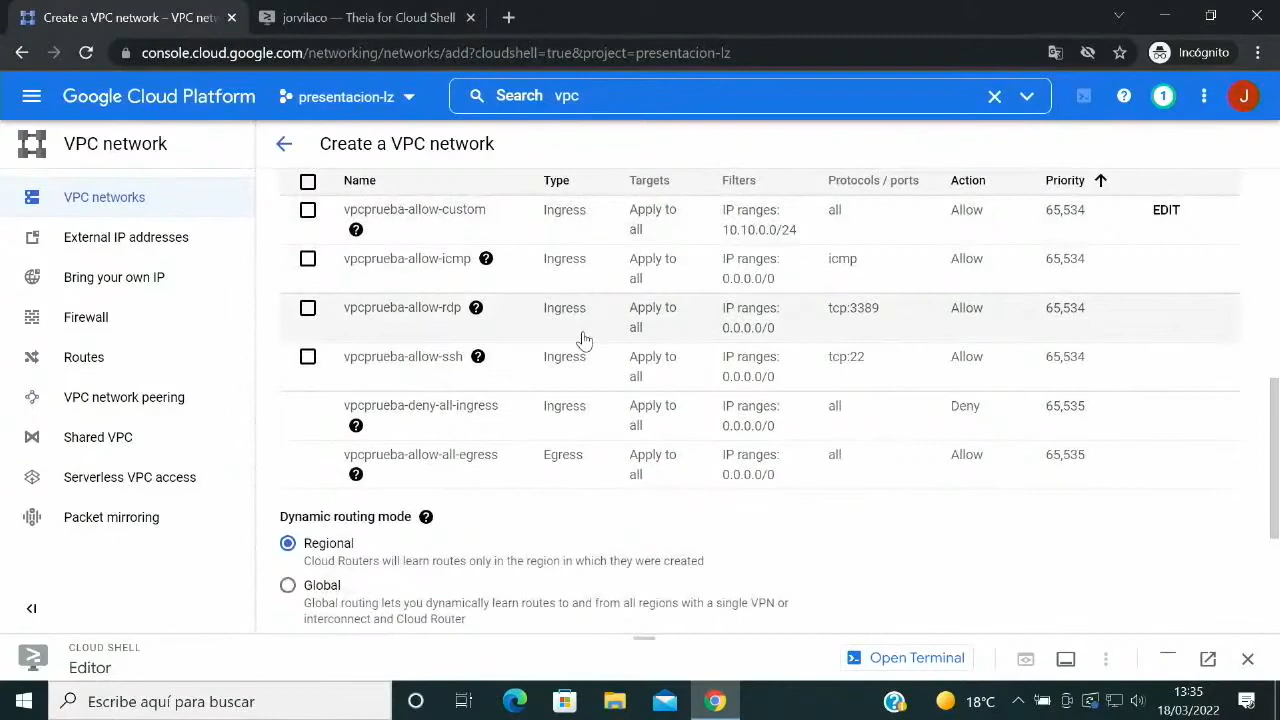 Create a VPC network – VPC netw
jorvilaco — Theia for Cloud Shell
console.cloud.google.com/networking/networks/add?cloudshell=true&project=presentacion-lz
Incógnito
Google Cloud Platform
presentacion-lz
Search vpc
1
J
VPC network
Create a VPC network
VPC networks
External IP addresses
Bring your own IP
Firewall
Routes
VPC network peering
Shared VPC
Serverless VPC access
Packet mirroring
Name Type Targets Filters Protocols / ports Action Priority
vpcprueba-allow-custom Ingress Apply to all IP ranges: 10.10.0.0/24 all Allow 65,534 EDIT
vpcprueba-allow-icmp Ingress Apply to all IP ranges: 0.0.0.0/0 icmp Allow 65,534
vpcprueba-allow-rdp Ingress Apply to all IP ranges: 0.0.0.0/0 tcp:3389 Allow 65,534
vpcprueba-allow-ssh Ingress Apply to all IP ranges: 0.0.0.0/0 tcp:22 Allow 65,534
vpcprueba-deny-all-ingress Ingress Apply to all IP ranges: 0.0.0.0/0 all Deny 65,535
vpcprueba-allow-all-egress Egress Apply to all IP ranges: 0.0.0.0/0 all Allow 65,535
Dynamic routing mode
Regional
Cloud Routers will learn routes only in the region in which they were created
Global
Global routing lets you dynamically learn routes to and from all regions with a single VPN or
interconnect and Cloud Router
CLOUD SHELL
Editor
Open Terminal
Escribe aquí para buscar
18°C
13:35
18/03/2022